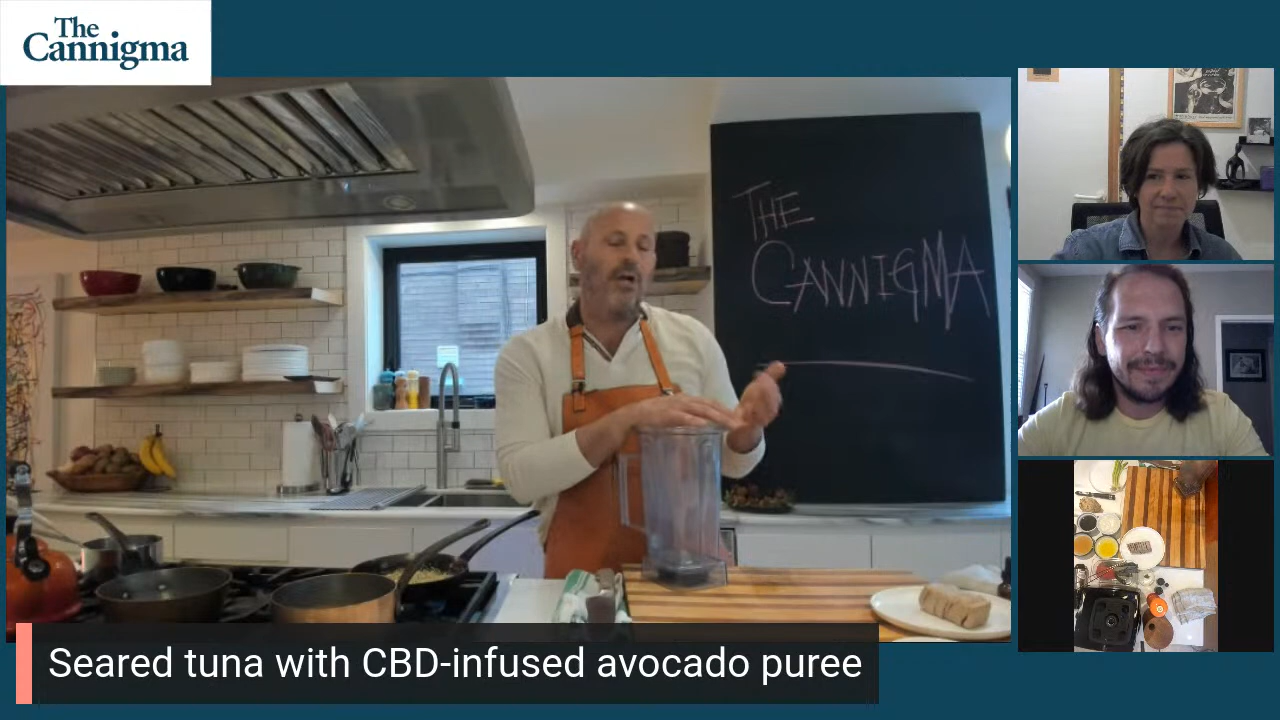 The
Cannigma
THE
CANNIGMA
Seared tuna with CBD-infused avocado puree